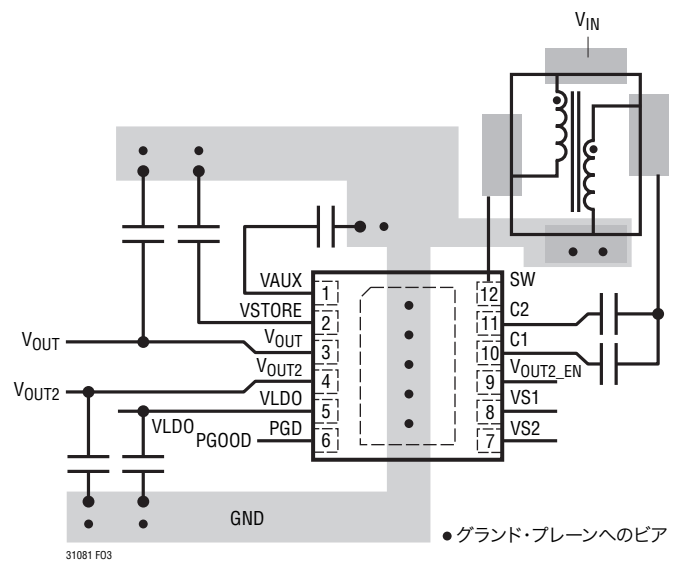 VIN
VAUX
1
VSTORE
2
VOUT
VOUT
3
VOUT2
VOUT2
4
VLDO
5
VLDO
PGOOD
PGD
6
SW
12
C2
11
C1
10
VOUT2_EN
9
VS1
8
VS2
7
GND
●グランド・プレーンへのビア
31081 F03